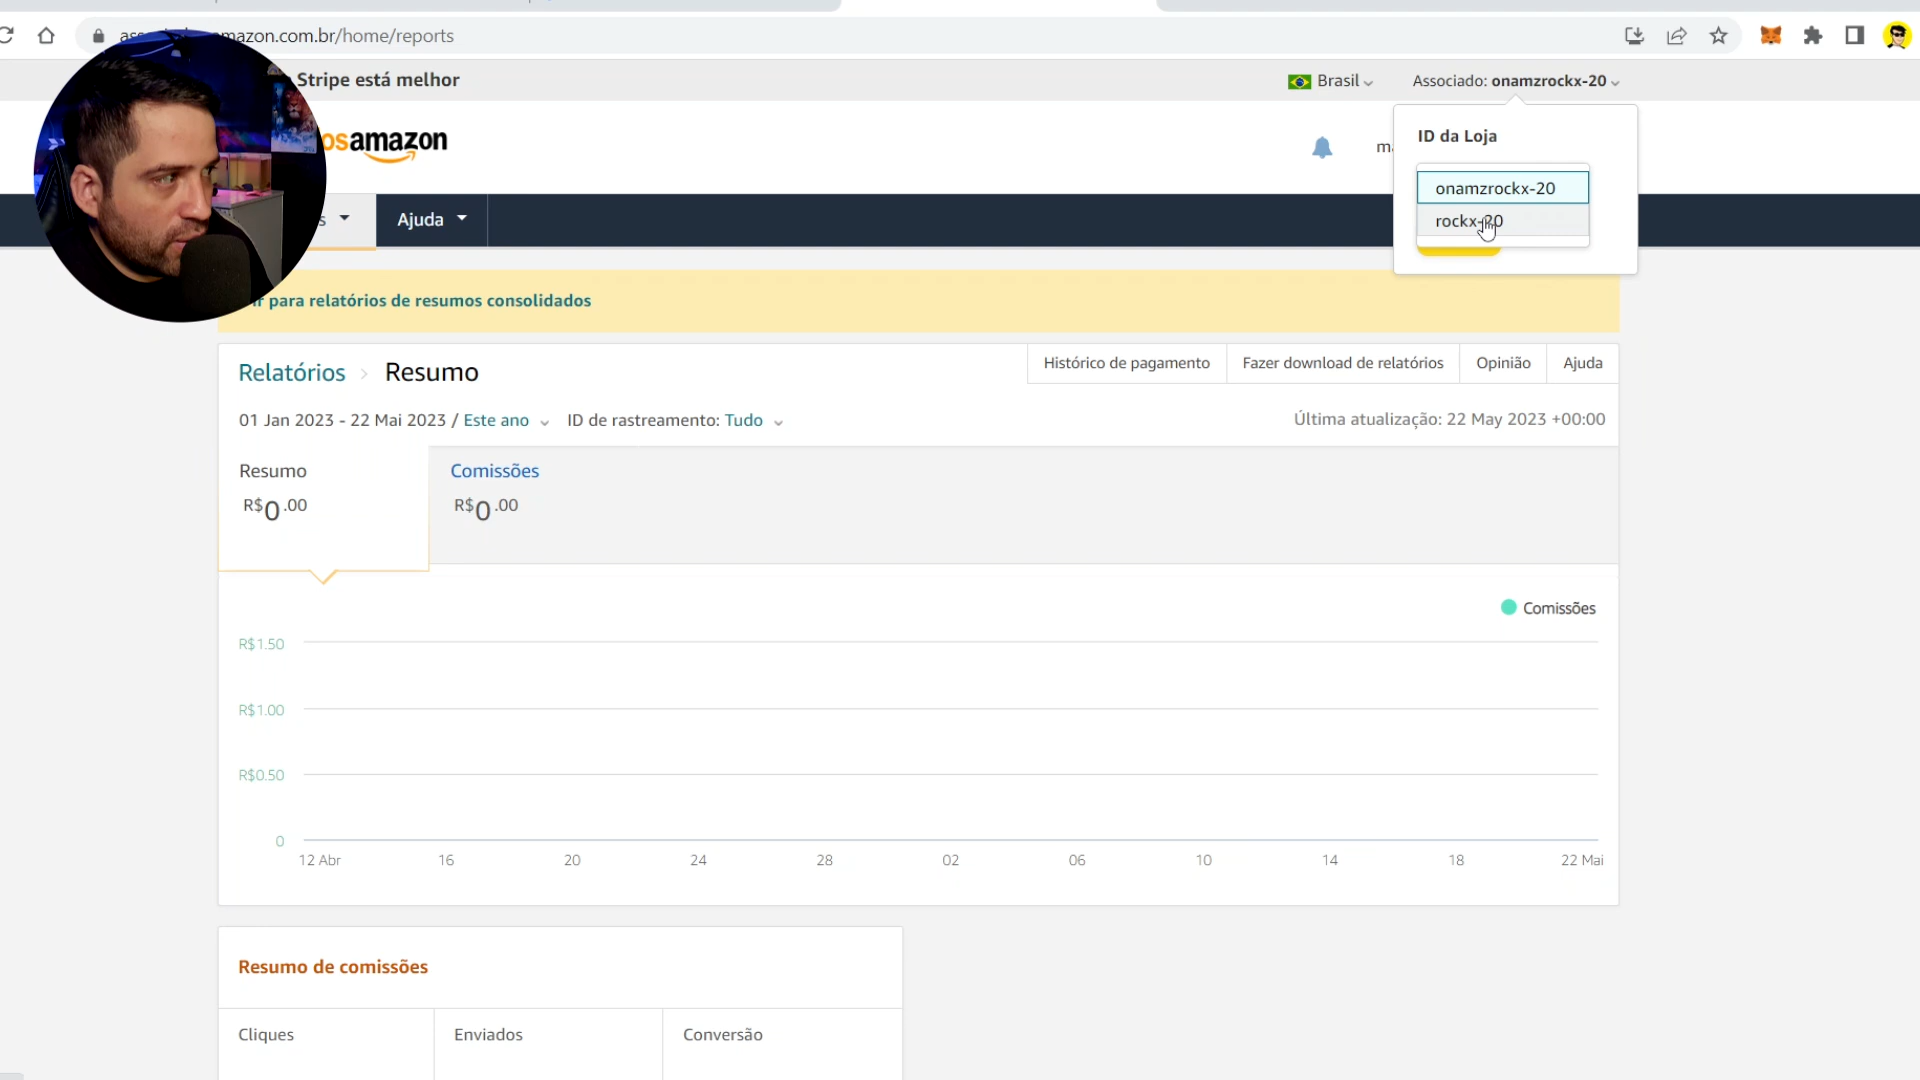 amazon.com.br/home/reports
Stripe está melhor
Brasil
Associado: onamzrockx-20
ID da Loja
onamzrockx-20
rockx-20
osamazon
Ajuda
para relatórios de resumos consolidados
Relatórios > Resumo
Histórico de pagamento
Fazer download de relatórios
Opinião
Ajuda
01 Jan 2023 - 22 Mai 2023 / Este ano
ID de rastreamento: Tudo
Última atualização: 22 May 2023 +00:00
Resumo
R$0.00
Comissões
R$0.00
Comissões
R$1.50
R$1.00
R$0.50
0
12 Abr 16 20 24 28 02 06 10 14 18 22 Mai
Resumo de comissões
Cliques
Enviados
Conversão